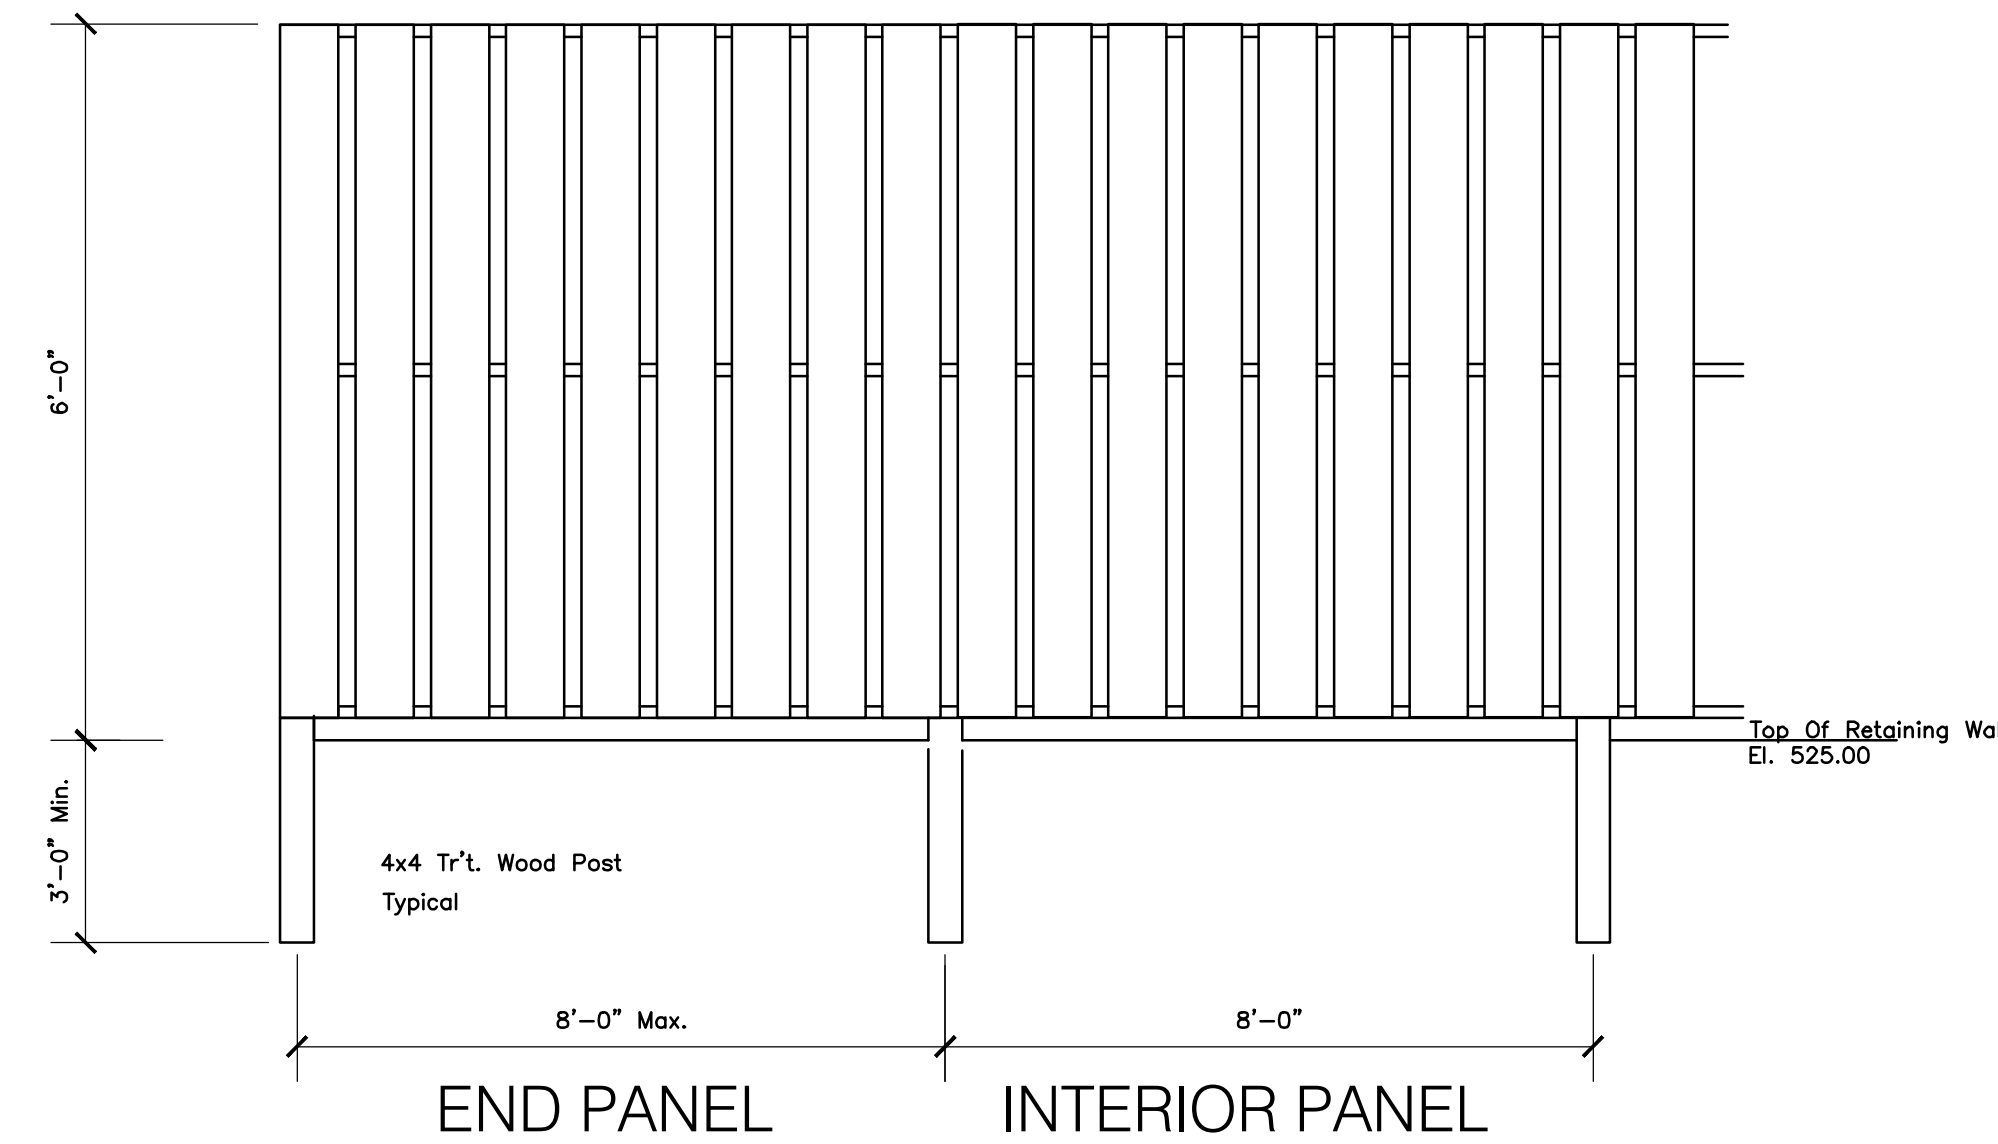 6'-0"
Top Of Retaining
El. 525.00
3'-0" Min.
4x4 Tr't. Wood Post
Typical
8'-0" Max.
8'-0"
END PANEL
INTERIOR PANEL